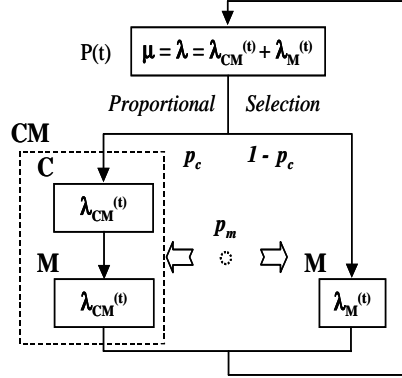 P(t) μ = λ = λCM(t) + λM(t)
Proportional Selection
CM pc 1 - pc
C
λCM(t)
pm
M M
λCM(t) λM(t)